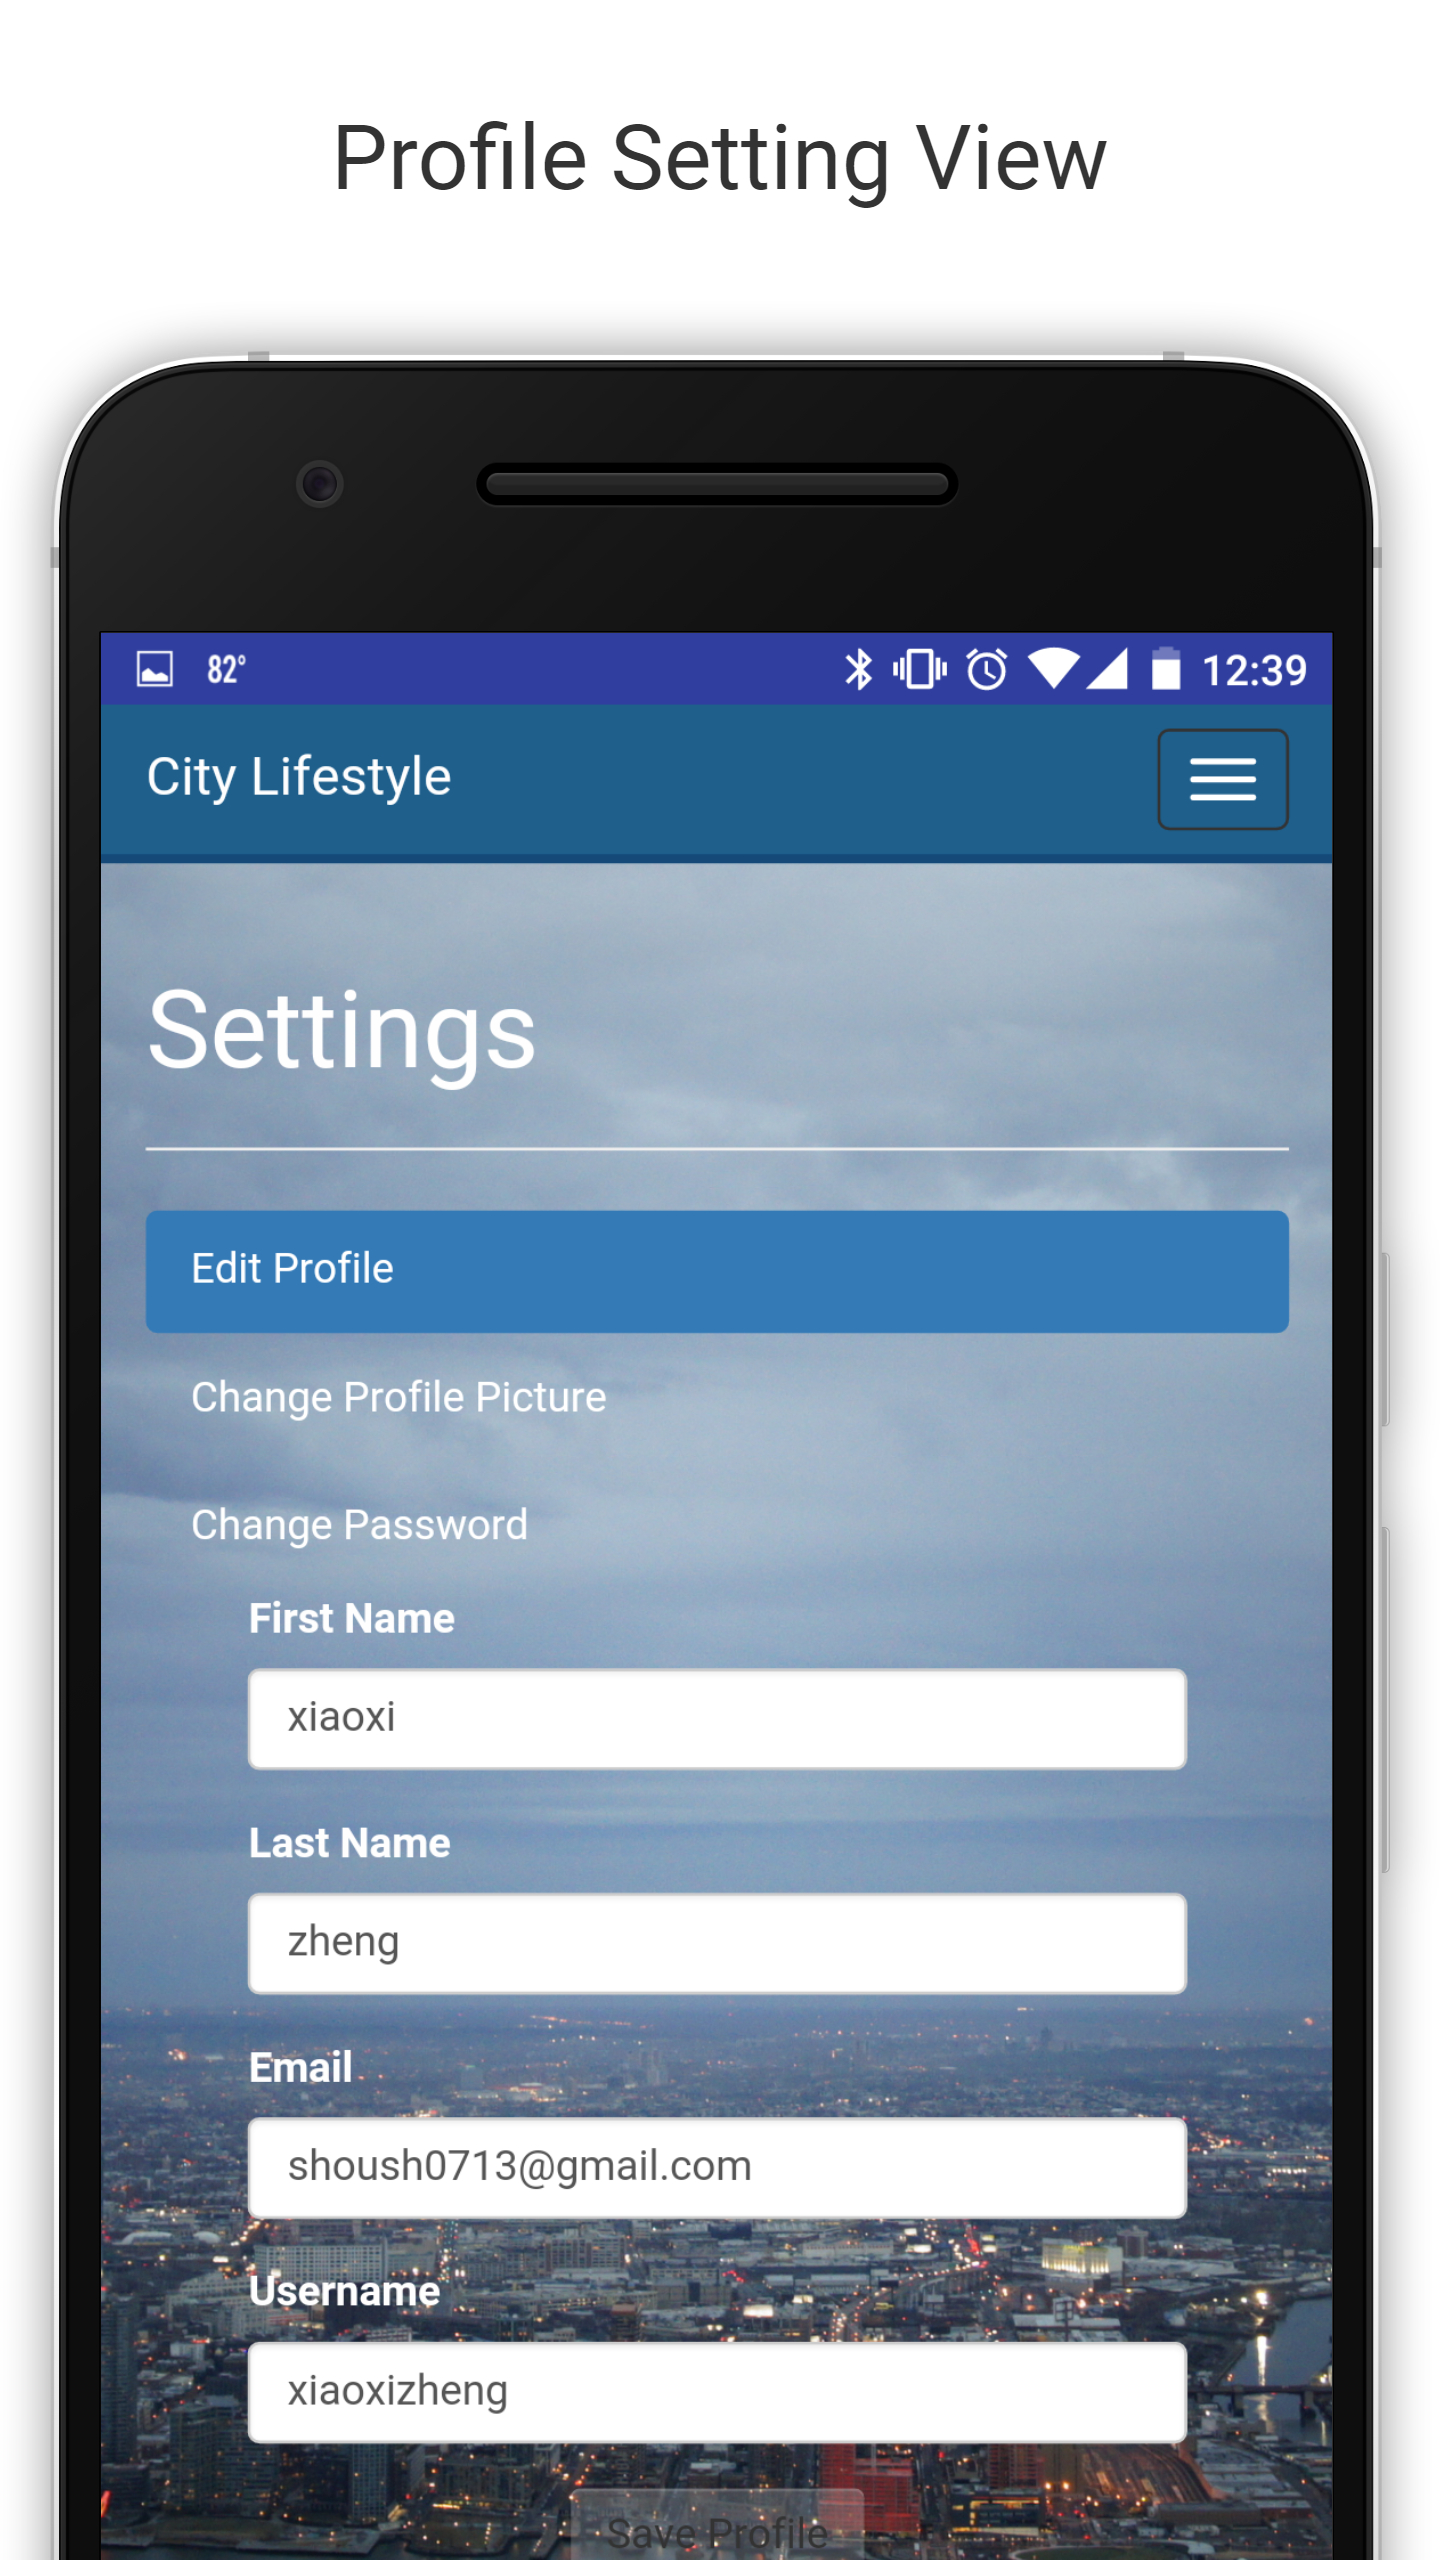 Profile Setting View
82°
12:39
City Lifestyle
Settings
Edit Profile
Change Profile Picture
Change Password
First Name
xiaoxi
Last Name
zheng
Email
shoush0713@gmail.com
Username
xiaoxizheng
Save Profile